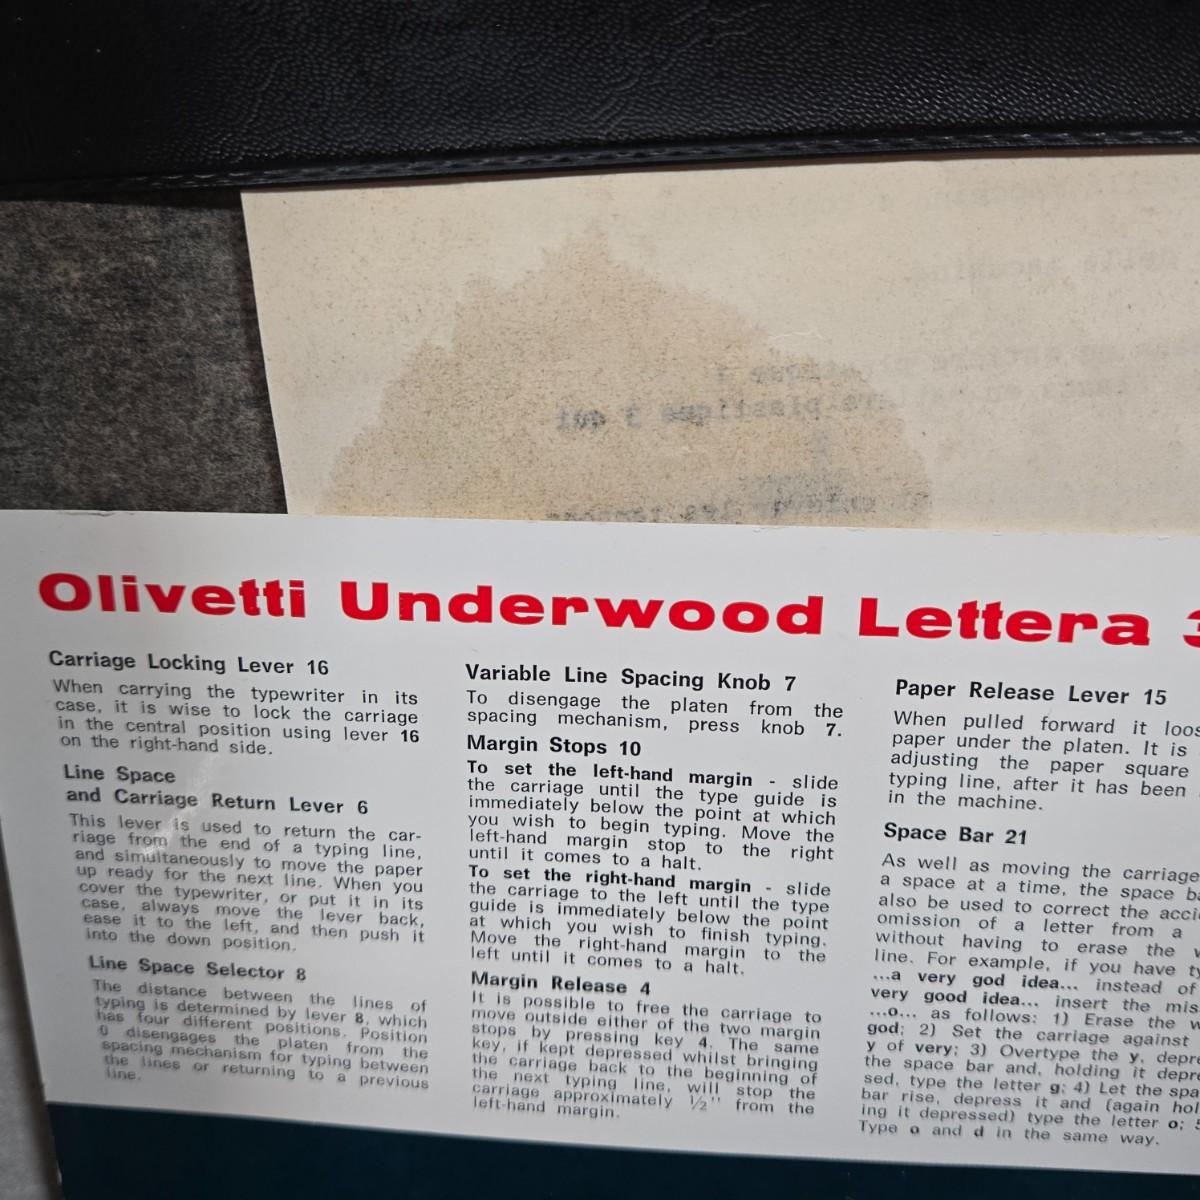 Olivetti Underwood Lettera
Carriage Locking Lever 16
When carrying the typewriter in its
case, it is wise to lock the carriage
in the central position using lever 16
on the right-hand side.
Line Space
and Carriage Return Lever 6
This lever is used to return the car-
riage from the end of a typing line,
and simultaneously to move the paper
up ready for the next line. When you
cover the typewriter, or put it in its
case, always move the lever back,
ease it to the left, and then push it
into the down position.
Line Space Selector 8
The distance between the lines of
typing is determined by lever 8, which
has four different positions. Position
0 disengages the platen from the
spacing mechanism for typing between
the lines or returning to a previous
line.
Variable Line Spacing Knob 7
To disengage the platen from the
spacing mechanism, press knob 7.
Margin Stops 10
To set the left-hand margin - slide
the carriage until the type guide is
immediately below the point at which
you wish to begin typing. Move the
left-hand margin stop to the right
until it comes to a halt.
To set the right-hand margin - slide
the carriage to the left until the type
guide is immediately below the point
at which you wish to finish typing.
Move the right-hand margin to the
left until it comes to a halt.
Margin Release 4
It is possible to free the carriage to
move outside either of the two margin
stops by pressing key 4. The same
key, if kept depressed whilst bringing
the carriage back to the beginning of
the next typing line, will stop the
carriage approximately ½" from the
left-hand margin.
Paper Release Lever 15
When pulled forward it loos
paper under the platen. It is
adjusting the paper square
typing line, after it has been
in the machine.
Space Bar 21
As well as moving the carriage
a space at a time, the space ba
also be used to correct the acci
omission of a letter from a
without having to erase the w
line. For example, if you have ty
...a very god idea... instead of
very good idea... insert the mis
...o... as follows: 1) Erase the w
god; 2) Set the carriage against
y of very; 3) Overtype the y, depre
the space bar and, holding it depre
sed, type the letter g; 4) Let the spa
bar rise, depress it and (again hol
ing it depressed) type the letter o; 5
Type o and d in the same way.